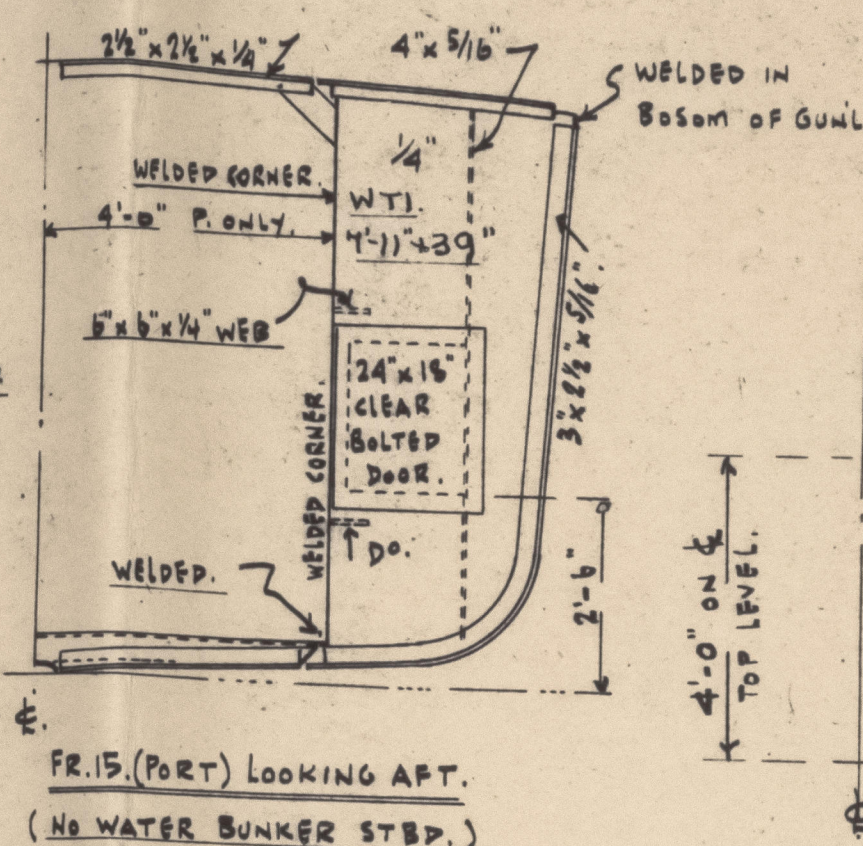 2½" x 2½" x ¼"
4" x 5/16"
WELDED IN
BOSOM OF GUN'L
¼"
WELDED CORNER.
WTI.
4'-0" P. ONLY.
7'-11" x 39"
6" x 6" x ¼" WEB
3" x 2½" x 5/16".
24" x 18"
CLEAR
BOLTED
DOOR.
WELDED CORNER.
DO.
WELDED.
2'-6"
4'-0" ON ℄
TOP LEVEL.
℄.
FR.15.(PORT) LOOKING AFT.
(NO WATER BUNKER STBD.)